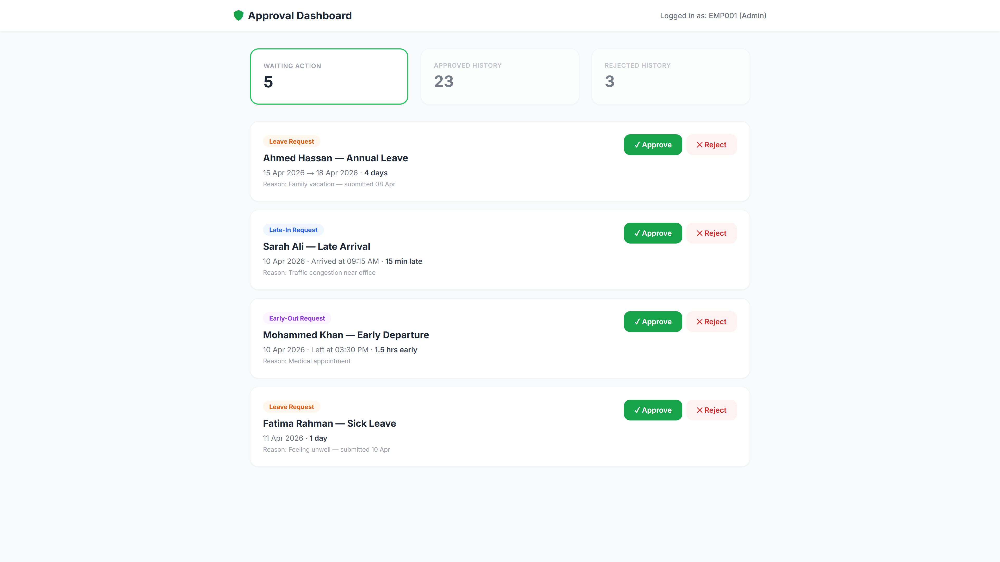 Approval Dashboard
Logged in as: EMP001 (Admin)
WAITING ACTION
5
APPROVED HISTORY
23
REJECTED HISTORY
3
Leave Request
Ahmed Hassan — Annual Leave
15 Apr 2026 → 18 Apr 2026 · 4 days
Reason: Family vacation — submitted 08 Apr
✓ Approve
✕ Reject
Late-In Request
Sarah Ali — Late Arrival
10 Apr 2026 · Arrived at 09:15 AM · 15 min late
Reason: Traffic congestion near office
✓ Approve
✕ Reject
Early-Out Request
Mohammed Khan — Early Departure
10 Apr 2026 · Left at 03:30 PM · 1.5 hrs early
Reason: Medical appointment
✓ Approve
✕ Reject
Leave Request
Fatima Rahman — Sick Leave
11 Apr 2026 · 1 day
Reason: Feeling unwell — submitted 10 Apr
✓ Approve
✕ Reject